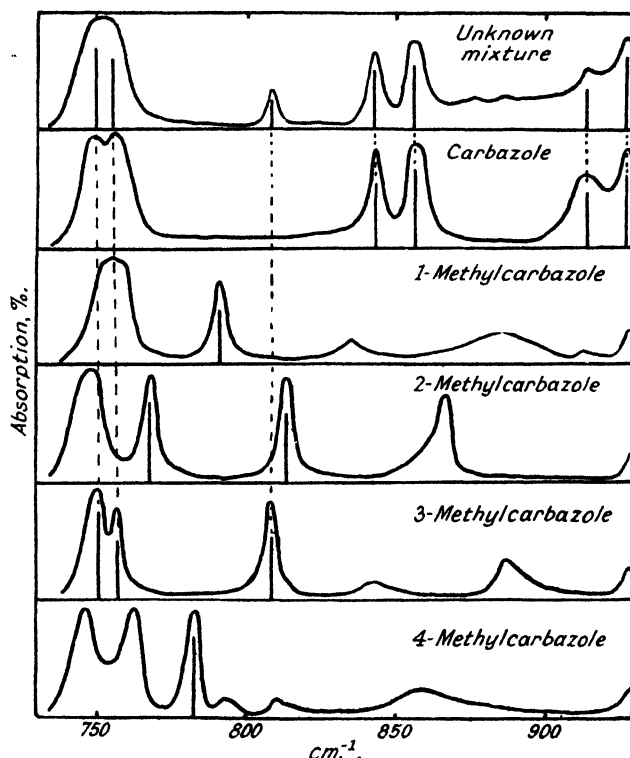 Unknown
mixture
Carbazole
1-Methylcarbazole
2-Methylcarbazole
3-Methylcarbazole
4-Methylcarbazole
Absorption, %.
750 800 850 900
cm.⁻¹.